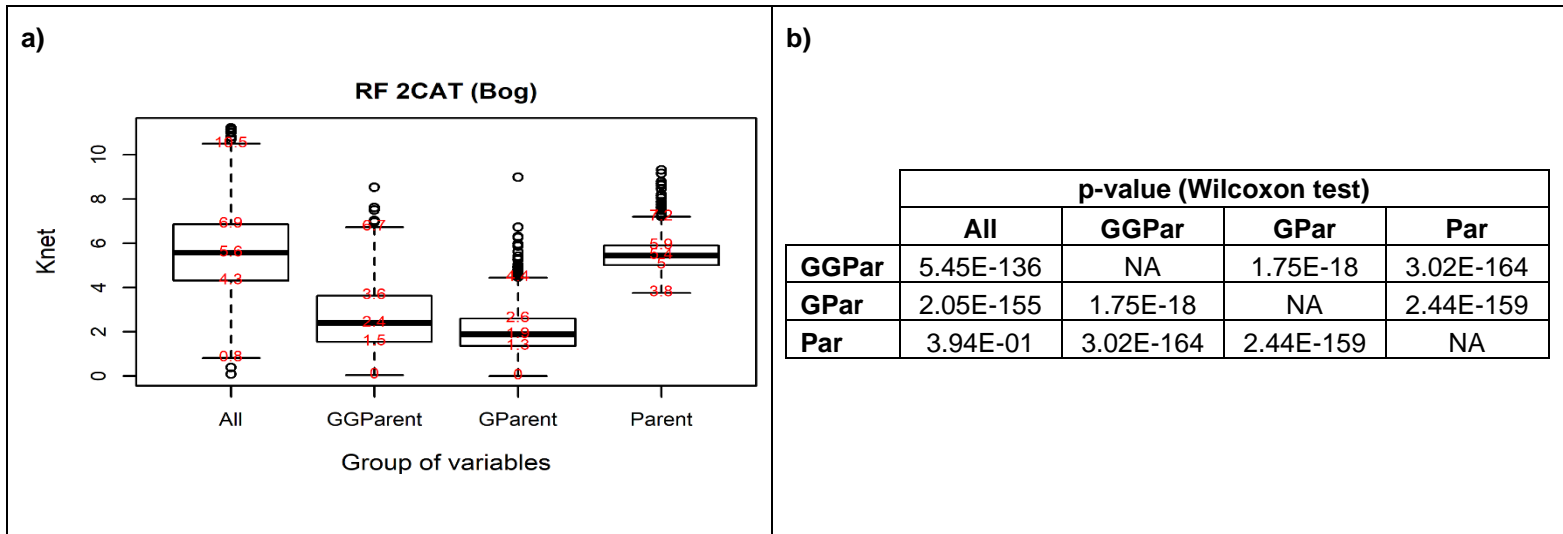 a)
RF 2CAT (Bog)
Knet
10
8
6
4
2
0
10.5
6.9
5.6
4.3
0.8
6.7
3.6
2.4
1.5
0
4.4
2.6
1.9
1.3
0
7.2
5.9
5.4
5
3.8
All GGParent GParent Parent
Group of variables
b)
p-value (Wilcoxon test)
All GGPar GPar Par
GGPar 5.45E-136 NA 1.75E-18 3.02E-164
GPar 2.05E-155 1.75E-18 NA 2.44E-159
Par 3.94E-01 3.02E-164 2.44E-159 NA